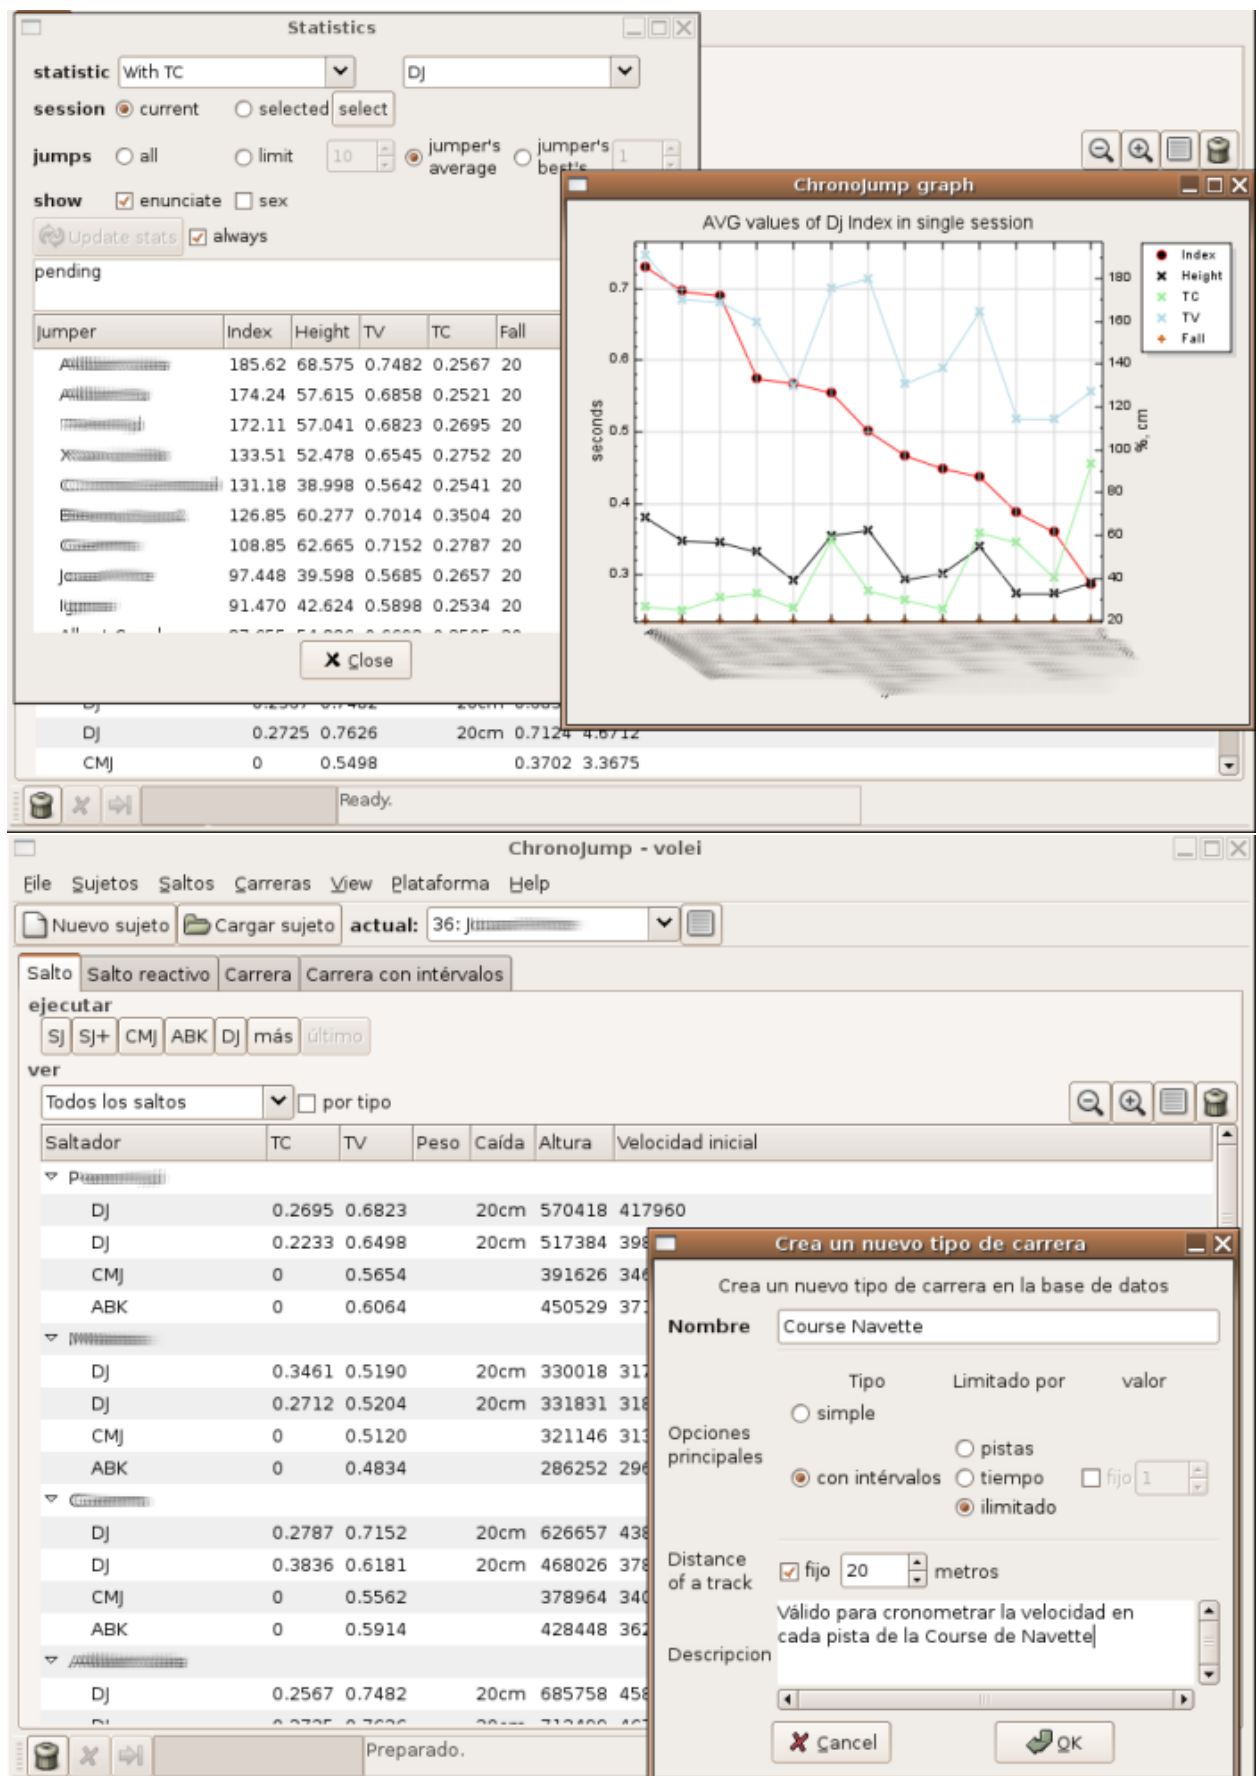 Statistics
statistic With TC DJ
session current selected select
jumps all limit 10 jumper's average jumper's best's 1
show enunciate sex
Update stats always
pending
Jumper Index Height TV TC Fall
185.62 68.575 0.7482 0.2567 20
174.24 57.615 0.6858 0.2521 20
172.11 57.041 0.6823 0.2695 20
133.51 52.478 0.6545 0.2752 20
131.18 38.998 0.5642 0.2541 20
126.85 60.277 0.7014 0.3504 20
108.85 62.665 0.7152 0.2787 20
97.448 39.598 0.5685 0.2657 20
91.470 42.624 0.5898 0.2534 20
Close
ChronoJump graph
AVG values of Dj Index in single session
Index
Height
TC
TV
Fall
0.7
0.6
0.5
0.4
0.3
seconds
180
160
140
120
100
80
60
40
20
%, cm
DJ 0.2725 0.7626 20cm 0.7124 4.6712
CMJ 0 0.5498 0.3702 3.3675
Ready.
ChronoJump - volei
File Sujetos Saltos Carreras View Plataforma Help
Nuevo sujeto Cargar sujeto actual: 36: J
Salto Salto reactivo Carrera Carrera con intérvalos
ejecutar
SJ SJ+ CMJ ABK DJ más último
ver
Todos los saltos por tipo
Saltador TC TV Peso Caída Altura Velocidad inicial
DJ 0.2695 0.6823 20cm 570418 417960
DJ 0.2233 0.6498 20cm 517384 398
CMJ 0 0.5654 391626 346
ABK 0 0.6064 450529 371
DJ 0.3461 0.5190 20cm 330018 317
DJ 0.2712 0.5204 20cm 331831 318
CMJ 0 0.5120 321146 313
ABK 0 0.4834 286252 296
DJ 0.2787 0.7152 20cm 626657 438
DJ 0.3836 0.6181 20cm 468026 378
CMJ 0 0.5562 378964 340
ABK 0 0.5914 428448 362
DJ 0.2567 0.7482 20cm 685758 458
Preparado.
Crea un nuevo tipo de carrera
Crea un nuevo tipo de carrera en la base de datos
Nombre Course Navette
Tipo Limitado por valor
simple
Opciones principales
pistas
con intérvalos tiempo fijo 1
ilimitado
Distance of a track fijo 20 metros
Válido para cronometrar la velocidad en
cada pista de la Course de Navette
Descripcion
Cancel OK